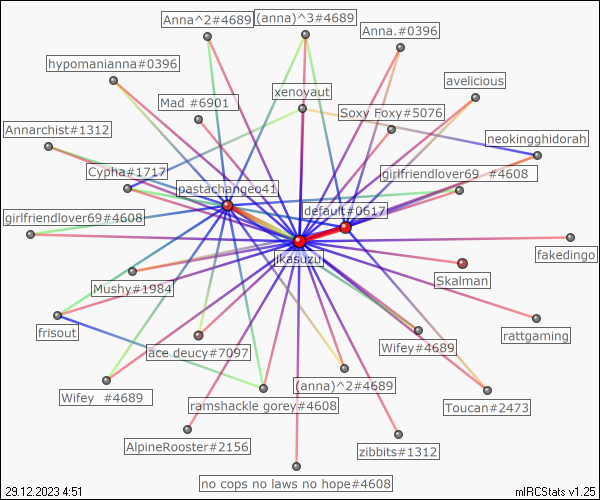 Anna^2#4689
(anna)^3#4689
Anna.#0396
hypomanianna#0396
avelicious
xenoyaut
Mad #6901
Soxy Foxy#5076
Annarchist#1312
neokingghidorah
Cypha#1717
girlfriendlover69 #4608
pastachangeo41
default#0617
girlfriendlover69#4608
ikasuzu
fakedingo
Skalman
Mushy#1984
frisout
rattgaming
ace deucy#7097
Wifey#4689
(anna)^2#4689
Wifey #4689
ramshackle gorey#4608
Toucan#2473
AlpineRooster#2156
zibbits#1312
no cops no laws no hope#4608
29.12.2023 4:51
mIRCStats v1.25